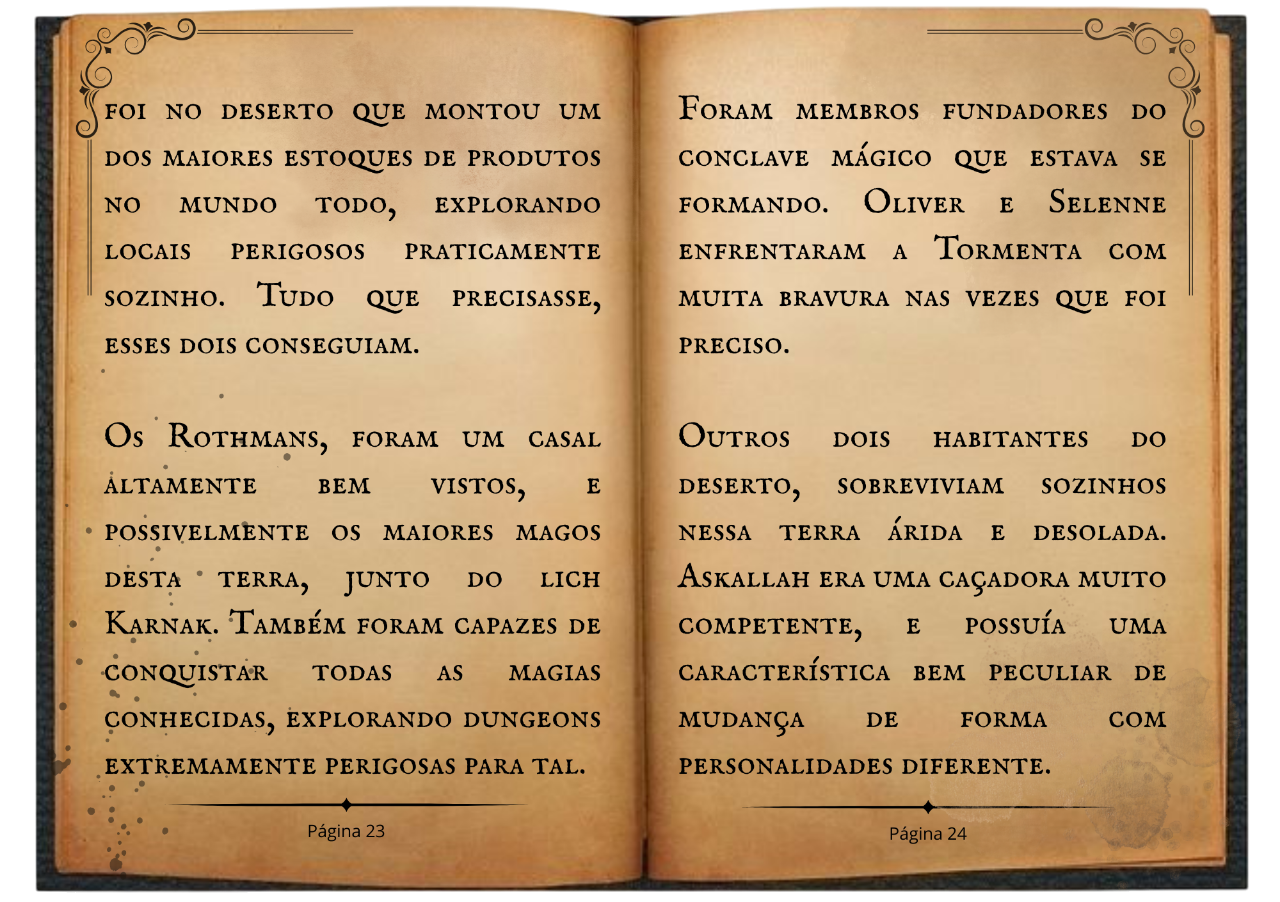 foi no deserto que montou um
dos maiores estoques de produtos
no mundo todo, explorando
locais perigosos praticamente
sozinho. Tudo que precisasse,
esses dois conseguiam.
Os Rothmans, foram um casal
altamente bem vistos, e
possivelmente os maiores magos
desta terra, junto do lich
Karnak. Também foram capazes de
conquistar todas as magias
conhecidas, explorando dungeons
extremamente perigosas para tal.
Página 23
Foram membros fundadores do
conclave mágico que estava se
formando. Oliver e Selenne
enfrentaram a Tormenta com
muita bravura nas vezes que foi
preciso.
Outros dois habitantes do
deserto, sobreviviam sozinhos
nessa terra árida e desolada.
Askallah era uma caçadora muito
competente, e possuía uma
característica bem peculiar de
mudança de forma com
personalidades diferente.
Página 24